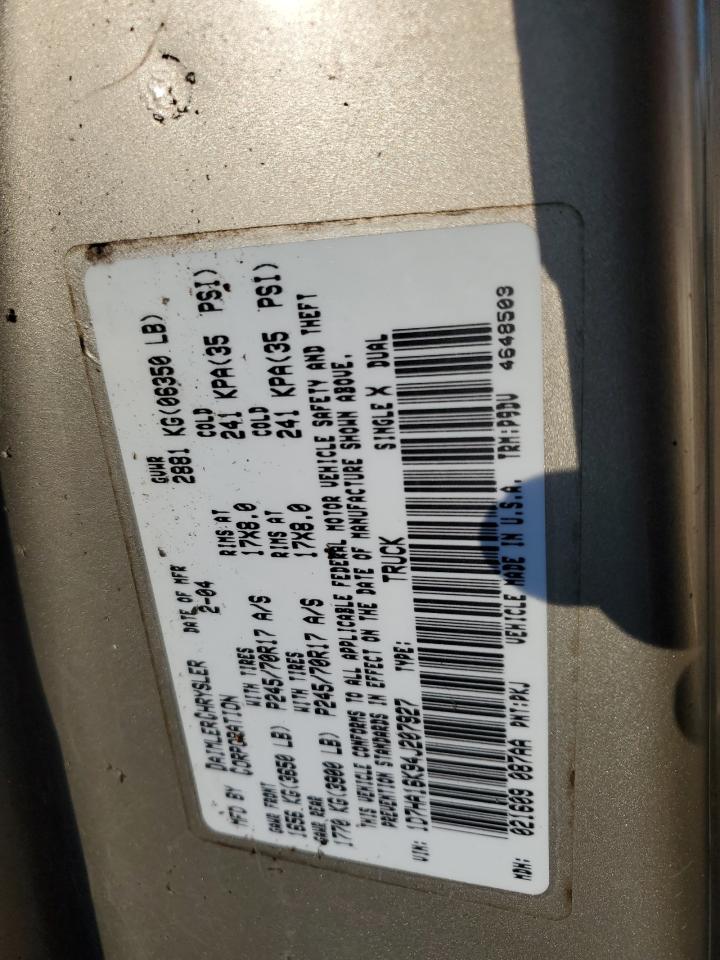 MFD BY DAIMLERCHRYSLER CORPORATION
DATE OF MFR 2-04
GVWR 2881 KG(06350 LB)
GAWR FRONT 1656 KG(3650 LB)
WITH TIRES P245/70R17 A/S
RIMS AT 17X8.0
COLD 241 KPA(35 PSI)
GAWR REAR 1770 KG(3900 LB)
WITH TIRES P245/70R17 A/S
RIMS AT 17X8.0
COLD 241 KPA(35 PSI)
THIS VEHICLE CONFORMS TO ALL APPLICABLE FEDERAL MOTOR VEHICLE SAFETY AND THEFT
PREVENTION STANDARDS IN EFFECT ON THE DATE OF MANUFACTURE SHOWN ABOVE.
VIN: 1D7HA16K94J207927 TYPE: TRUCK SINGLE X DUAL
MDH: 021609 087AA PNT:PKJ VEHICLE MADE IN U.S.A. TRM:P9DV 4648503